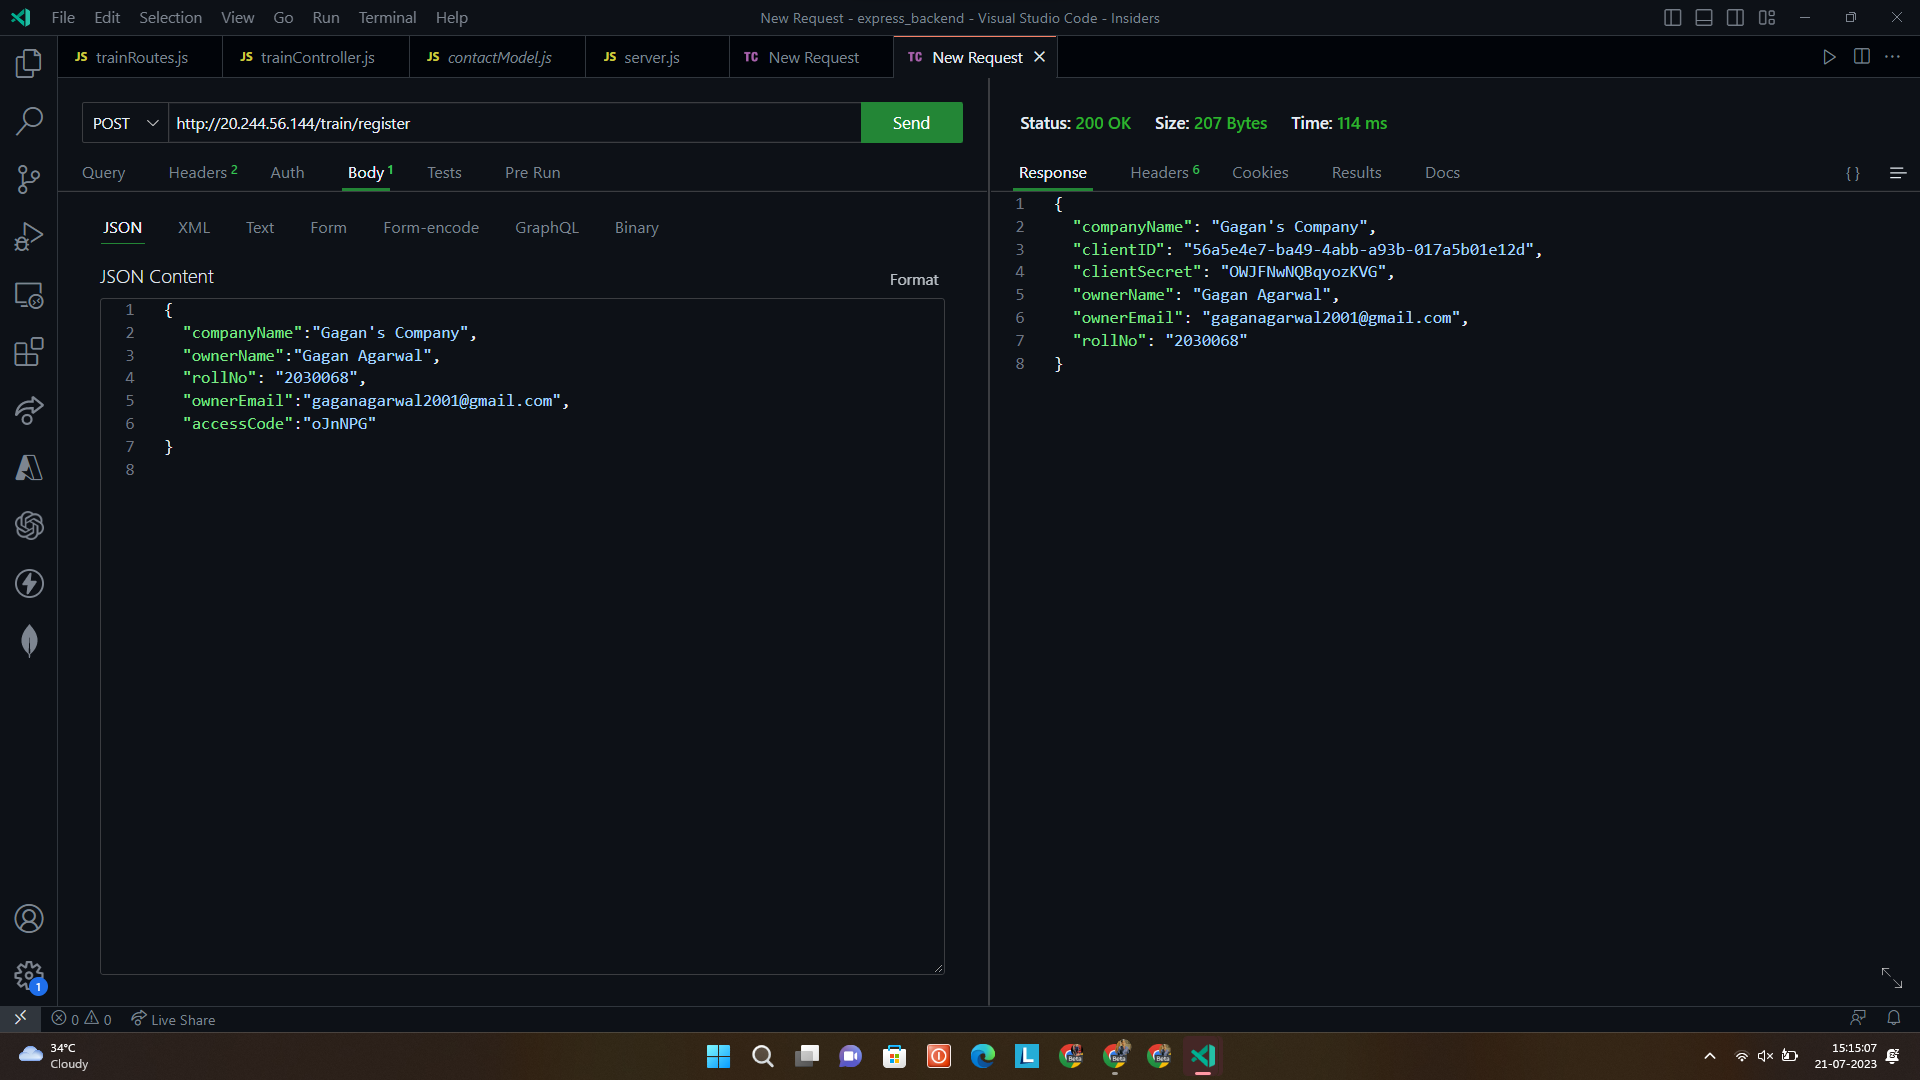 File Edit Selection View Go Run Terminal Help
New Request - express_backend - Visual Studio Code - Insiders
JS trainRoutes.js
JS trainController.js
JS contactModel.js
JS server.js
TC New Request
TC New Request
POST
http://20.244.56.144/train/register
Send
Query Headers 2 Auth Body 1 Tests Pre Run
JSON XML Text Form Form-encode GraphQL Binary
JSON Content
Format
1 {
2 "companyName":"Gagan's Company",
3 "ownerName":"Gagan Agarwal",
4 "rollNo": "2030068",
5 "ownerEmail":"gaganagarwal2001@gmail.com",
6 "accessCode":"oJnNPG"
7 }
8
Status: 200 OK Size: 207 Bytes Time: 114 ms
Response Headers 6 Cookies Results Docs
{ }
1 {
2 "companyName": "Gagan's Company",
3 "clientID": "56a5e4e7-ba49-4abb-a93b-017a5b01e12d",
4 "clientSecret": "OWJFNwNQBqyozKVG",
5 "ownerName": "Gagan Agarwal",
6 "ownerEmail": "gaganagarwal2001@gmail.com",
7 "rollNo": "2030068"
8 }
1
0 0 Live Share
34°C
Cloudy
L
Beta
Beta
Beta
15:15:07
21-07-2023